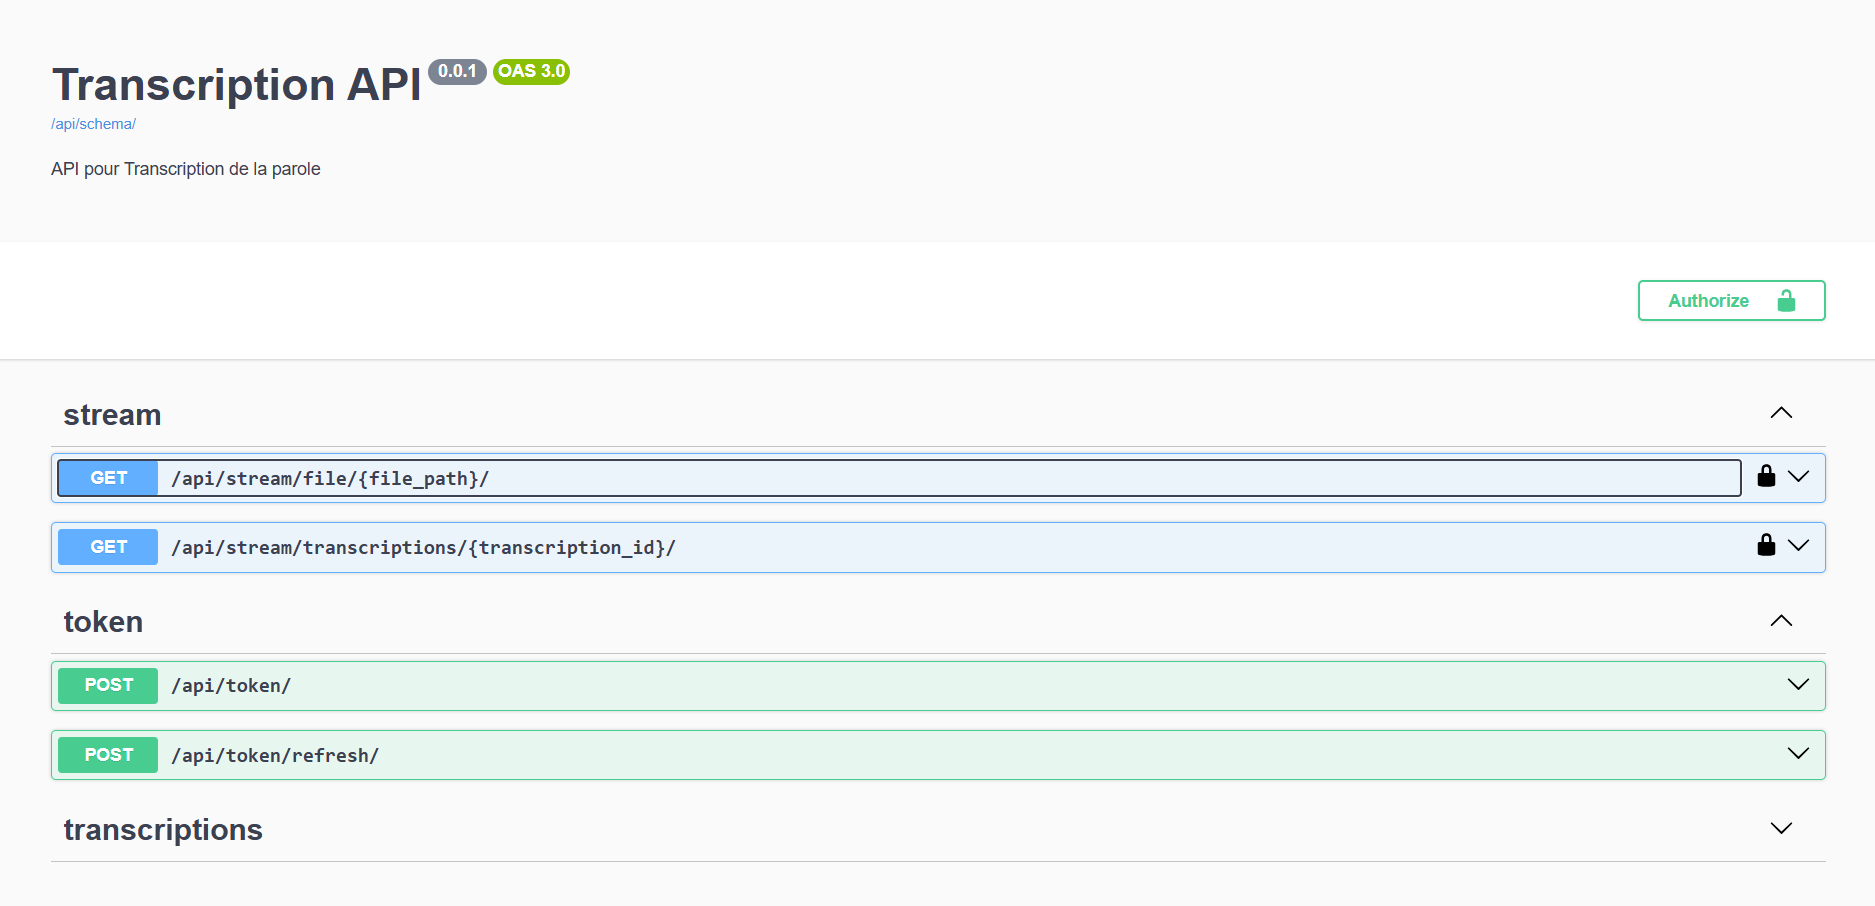 Transcription API 0.0.1 OAS 3.0
/api/schema/
API pour Transcription de la parole
Authorize
stream
GET /api/stream/file/{file_path}/
GET /api/stream/transcriptions/{transcription_id}/
token
POST /api/token/
POST /api/token/refresh/
transcriptions